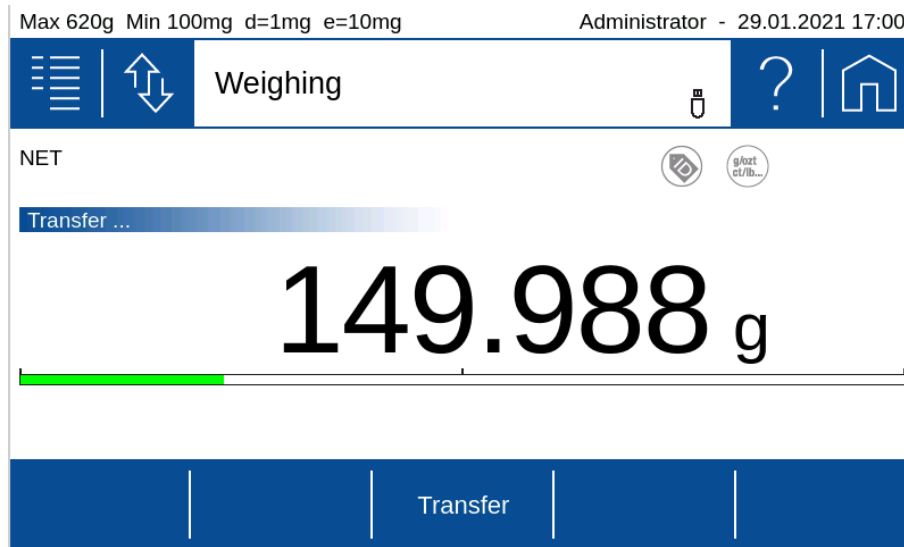 Max 620g Min 100mg d=1mg e=10mg Administrator - 29.01.2021 17:00
Weighing ?
NET ID g/ozt
ct/lb...
Transfer ...
149.988 g
Transfer